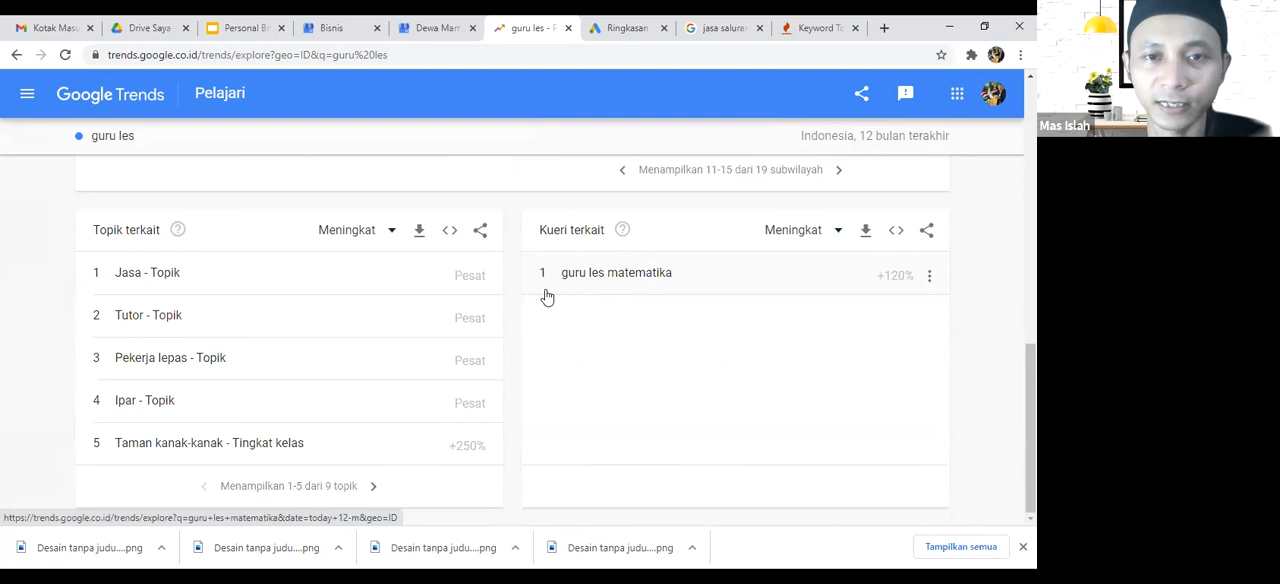 Kotak Masu
Drive Saya
Personal Br
Bisnis
Dewa Mam
guru les - P
Ringkasan
jasa saluran
Keyword To
trends.google.co.id/trends/explore?geo=ID&q=guru%20les
Google Trends
Pelajari
guru les
Indonesia, 12 bulan terakhir
Mas Islah
Menampilkan 11-15 dari 19 subwilayah
Topik terkait
Meningkat
1 Jasa - Topik Pesat
2 Tutor - Topik Pesat
3 Pekerja lepas - Topik Pesat
4 Ipar - Topik Pesat
5 Taman kanak-kanak - Tingkat kelas +250%
Menampilkan 1-5 dari 9 topik
Kueri terkait
Meningkat
1 guru les matematika +120%
https://trends.google.co.id/trends/explore?q=guru+les+matematika&date=today+12-m&geo=ID
Desain tanpa judu....png
Desain tanpa judu....png
Desain tanpa judu....png
Desain tanpa judu....png
Tampilkan semua